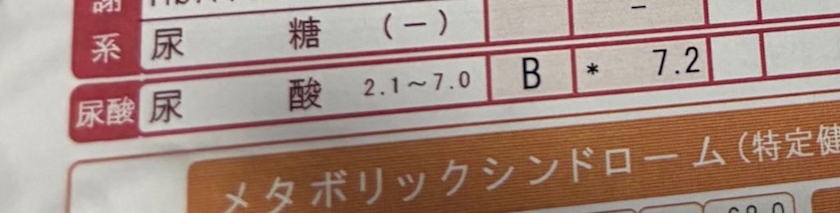 系 尿糖 (−) −
尿酸 尿酸 2.1～7.0 B * 7.2
メタボリックシンドローム(特定健